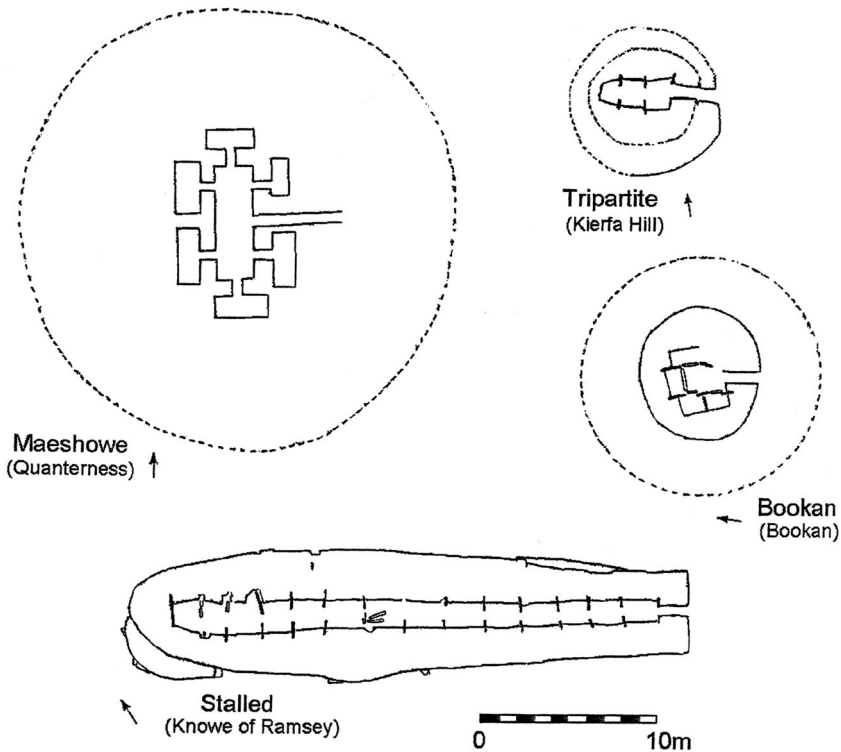 Tripartite
(Kierfa Hill)
Maeshowe
(Quanterness)
Bookan
(Bookan)
Stalled
(Knowe of Ramsey)
0 10m